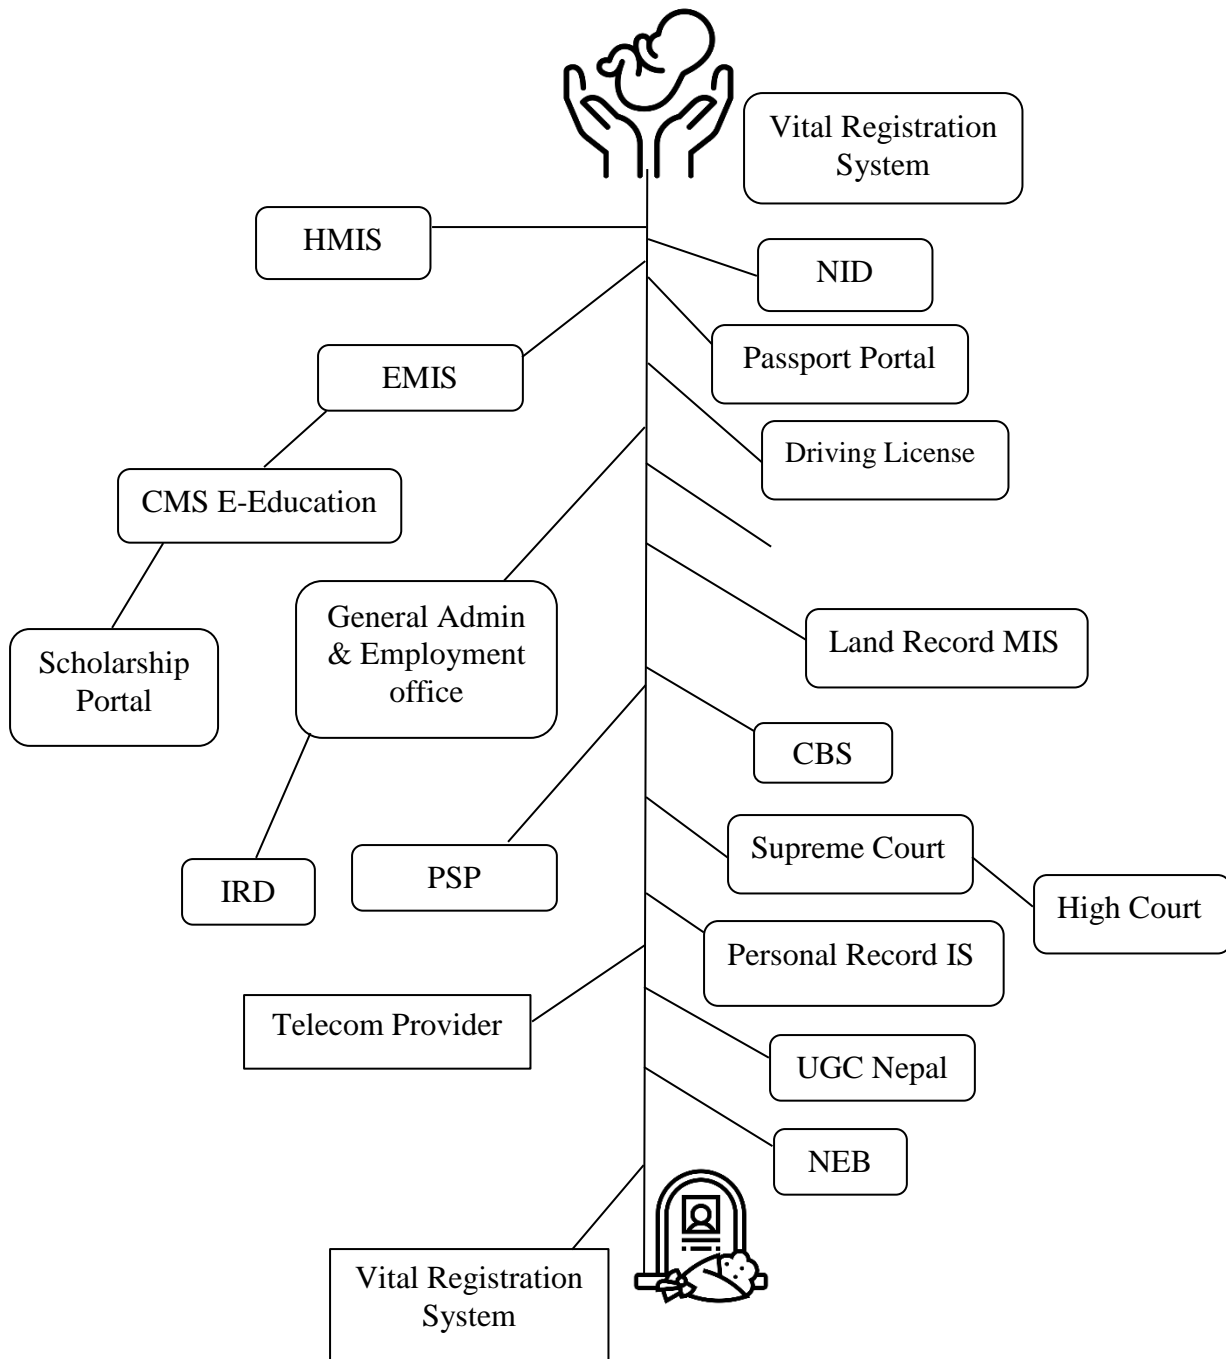 Vital Registration
System
HMIS
NID
Passport Portal
EMIS
Driving License
CMS E-Education
General Admin
& Employment
office
Land Record MIS
Scholarship
Portal
CBS
Supreme Court
PSP
IRD
High Court
Personal Record IS
Telecom Provider
UGC Nepal
NEB
Vital Registration
System